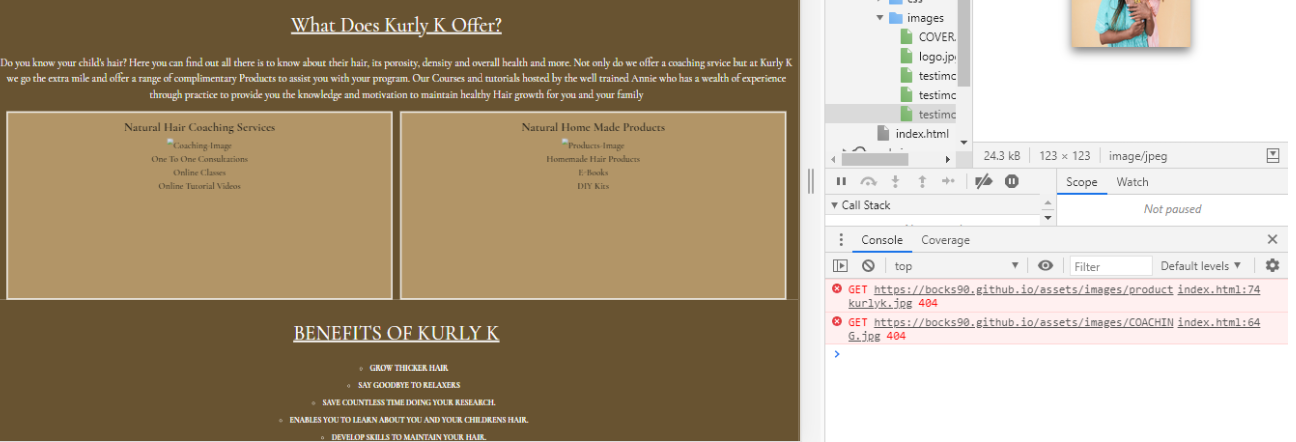 What Does Kurly K Offer?
Do you know your child's hair? Here you can find out all there is to know about their hair, its porosity, density and overall health and more. Not only do we offer a coaching srvice but at Kurly K
we go the extra mile and offer a range of complimentary Products to assist you with your program. Our Courses and tutorials hosted by the well trained Annie who has a wealth of experience
through practice to provide you the knowledge and motivation to maintain healthy Hair growth for you and your family
Natural Hair Coaching Services
Coaching-Image
One To One Consultations
Online Classes
Online Tutorial Videos
Natural Home Made Products
Products-Image
Homemade Hair Products
E-Books
DIY Kits
BENEFITS OF KURLY K
GROW THICKER HAIR
SAY GOODBYE TO RELAXERS
SAVE COUNTLESS TIME DOING YOUR RESEARCH.
ENABLES YOU TO LEARN ABOUT YOU AND YOUR CHILDRENS HAIR.
DEVELOP SKILLS TO MAINTAIN YOUR HAIR.
images
COVER.
logo.jp
testimo
testimo
testimo
index.html
24.3 kB 123 × 123 image/jpeg
Scope Watch
Call Stack
Not paused
Console Coverage
top Filter Default levels
GET https://bocks90.github.io/assets/images/product index.html:74
kurlyk.jpg 404
GET https://bocks90.github.io/assets/images/COACHIN index.html:64
G.jpg 404